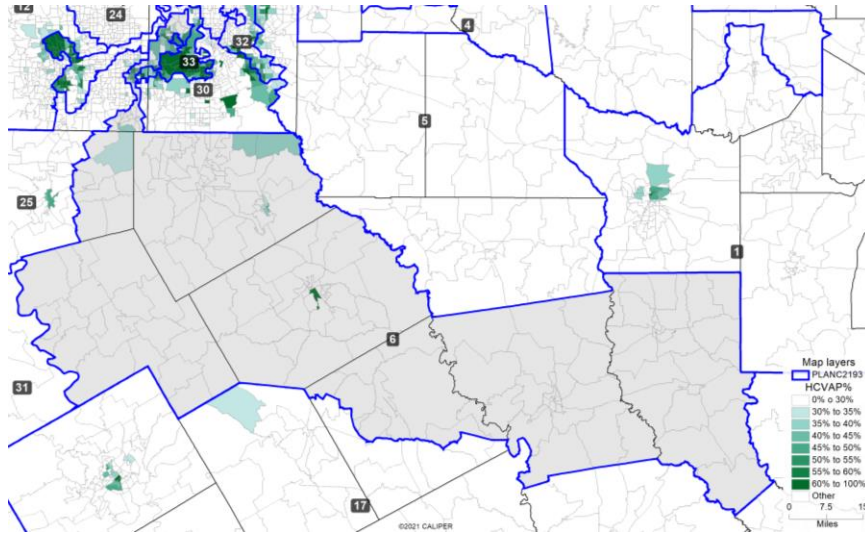 12
24
4
32
33
30
5
25
1
6
31
17
Map layers
PLANC2193
HCVAP%
0% o 30%
30% to 35%
35% to 40%
40% to 45%
45% to 50%
50% to 55%
55% to 60%
60% to 100%
Other
0 7.5 15
Miles
©2021 CALIPER